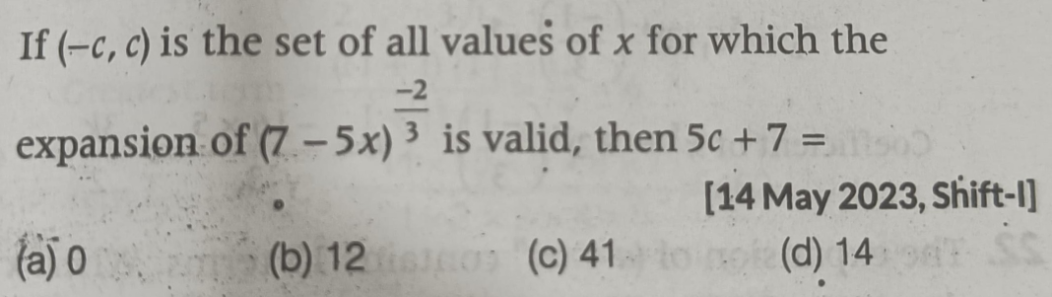 If (−c, c) is the set of all values of x for which the
expansion of (7 − 5x)^(−2/3) is valid, then 5c + 7 =
[14 May 2023, Shift-I]
(a) 0 (b) 12 (c) 41 (d) 14